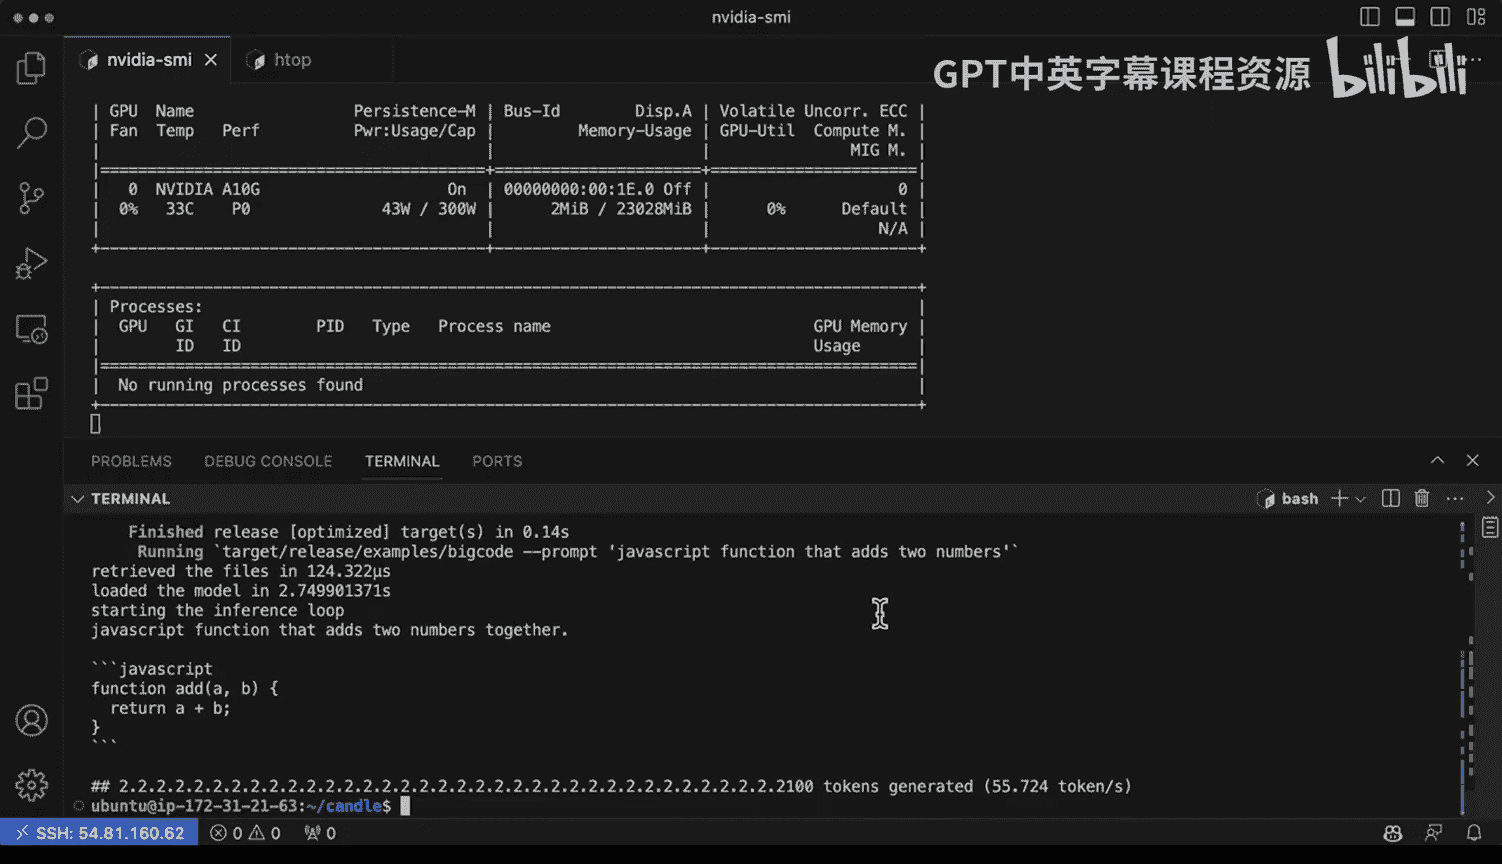 nvidia-smi
nvidia-smi
htop
GPT中英字幕课程资源 bilibili
| GPU  Name                 Persistence-M | Bus-Id        Disp.A | Volatile Uncorr. ECC |
| Fan  Temp   Perf          Pwr:Usage/Cap |         Memory-Usage | GPU-Util  Compute M. |
|                                         |                      |               MIG M. |
|=========================================+======================+======================|
|   0  NVIDIA A10G                    On  | 00000000:00:1E.0 Off |                    0 |
|  0%   33C    P0              43W / 300W |      2MiB / 23028MiB |      0%      Default |
|                                         |                      |                  N/A |
+-----------------------------------------+----------------------+----------------------+
+---------------------------------------------------------------------------------------+
| Processes:                                                                            |
|  GPU   GI   CI        PID   Type   Process name                            GPU Memory |
|        ID   ID                                                             Usage      |
|=======================================================================================|
|  No running processes found                                                           |
+---------------------------------------------------------------------------------------+
PROBLEMS DEBUG CONSOLE TERMINAL PORTS
TERMINAL
bash
    Finished release [optimized] target(s) in 0.14s
     Running `target/release/examples/bigcode --prompt 'javascript function that adds two numbers'`
retrieved the files in 124.322µs
loaded the model in 2.749901371s
starting the inference loop
javascript function that adds two numbers together.
```javascript
function add(a, b) {
  return a + b;
}
```
## 2.2.2.2.2.2.2.2.2.2.2.2.2.2.2.2.2.2.2.2.2.2.2.2.2.2.2.2.2.2.2.2.2.2.2.2100 tokens generated (55.724 token/s)
ubuntu@ip-172-31-21-63:~/candle$
SSH: 54.81.160.62
0
0
0